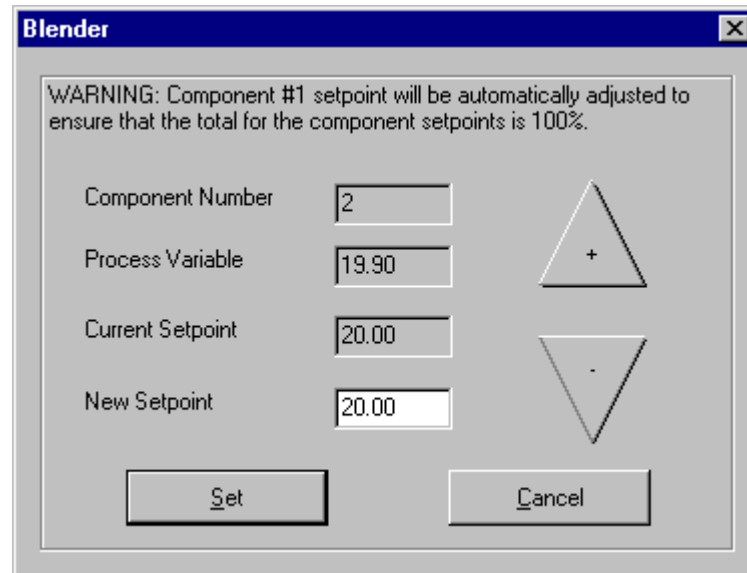 Blender
WARNING: Component #1 setpoint will be automatically adjusted to
ensure that the total for the component setpoints is 100%.
Component Number 2
Process Variable 19.90
+
Current Setpoint 20.00
-
New Setpoint 20.00
Set Cancel